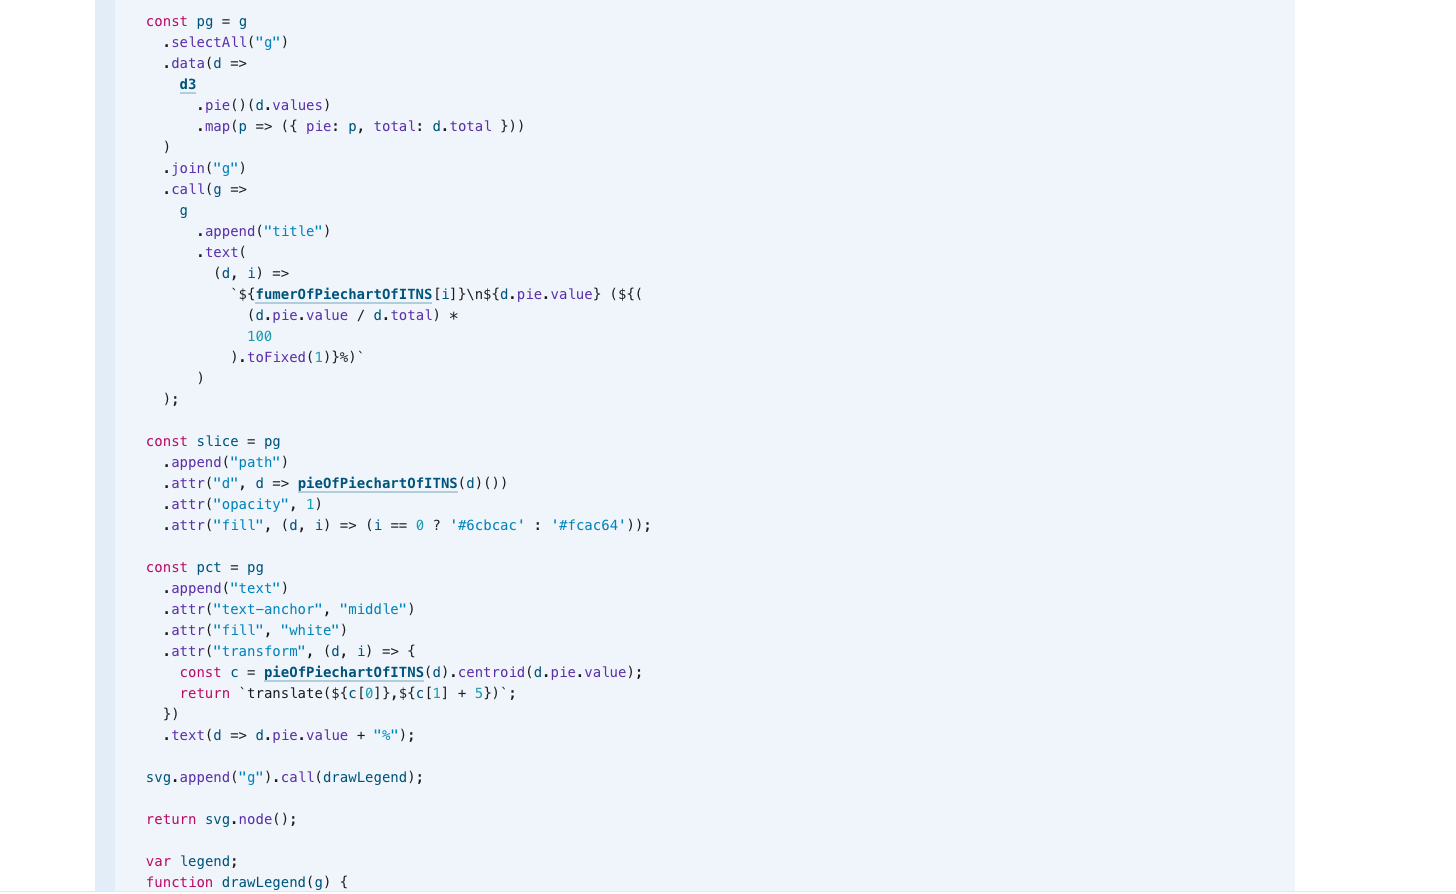 const pg = g
  .selectAll("g")
  .data(d =>
    d3
      .pie()(d.values)
      .map(p => ({ pie: p, total: d.total }))
  )
  .join("g")
  .call(g =>
    g
      .append("title")
      .text(
        (d, i) =>
          `${fumerOfPiechartOfITNS[i]}\n${d.pie.value} (${(
            (d.pie.value / d.total) *
            100
          ).toFixed(1)}%)`
      )
  );

const slice = pg
  .append("path")
  .attr("d", d => pieOfPiechartOfITNS(d)())
  .attr("opacity", 1)
  .attr("fill", (d, i) => (i == 0 ? '#6cbcac' : '#fcac64'));

const pct = pg
  .append("text")
  .attr("text-anchor", "middle")
  .attr("fill", "white")
  .attr("transform", (d, i) => {
    const c = pieOfPiechartOfITNS(d).centroid(d.pie.value);
    return `translate(${c[0]},${c[1] + 5})`;
  })
  .text(d => d.pie.value + "%");

svg.append("g").call(drawLegend);

return svg.node();

var legend;
function drawLegend(g) {